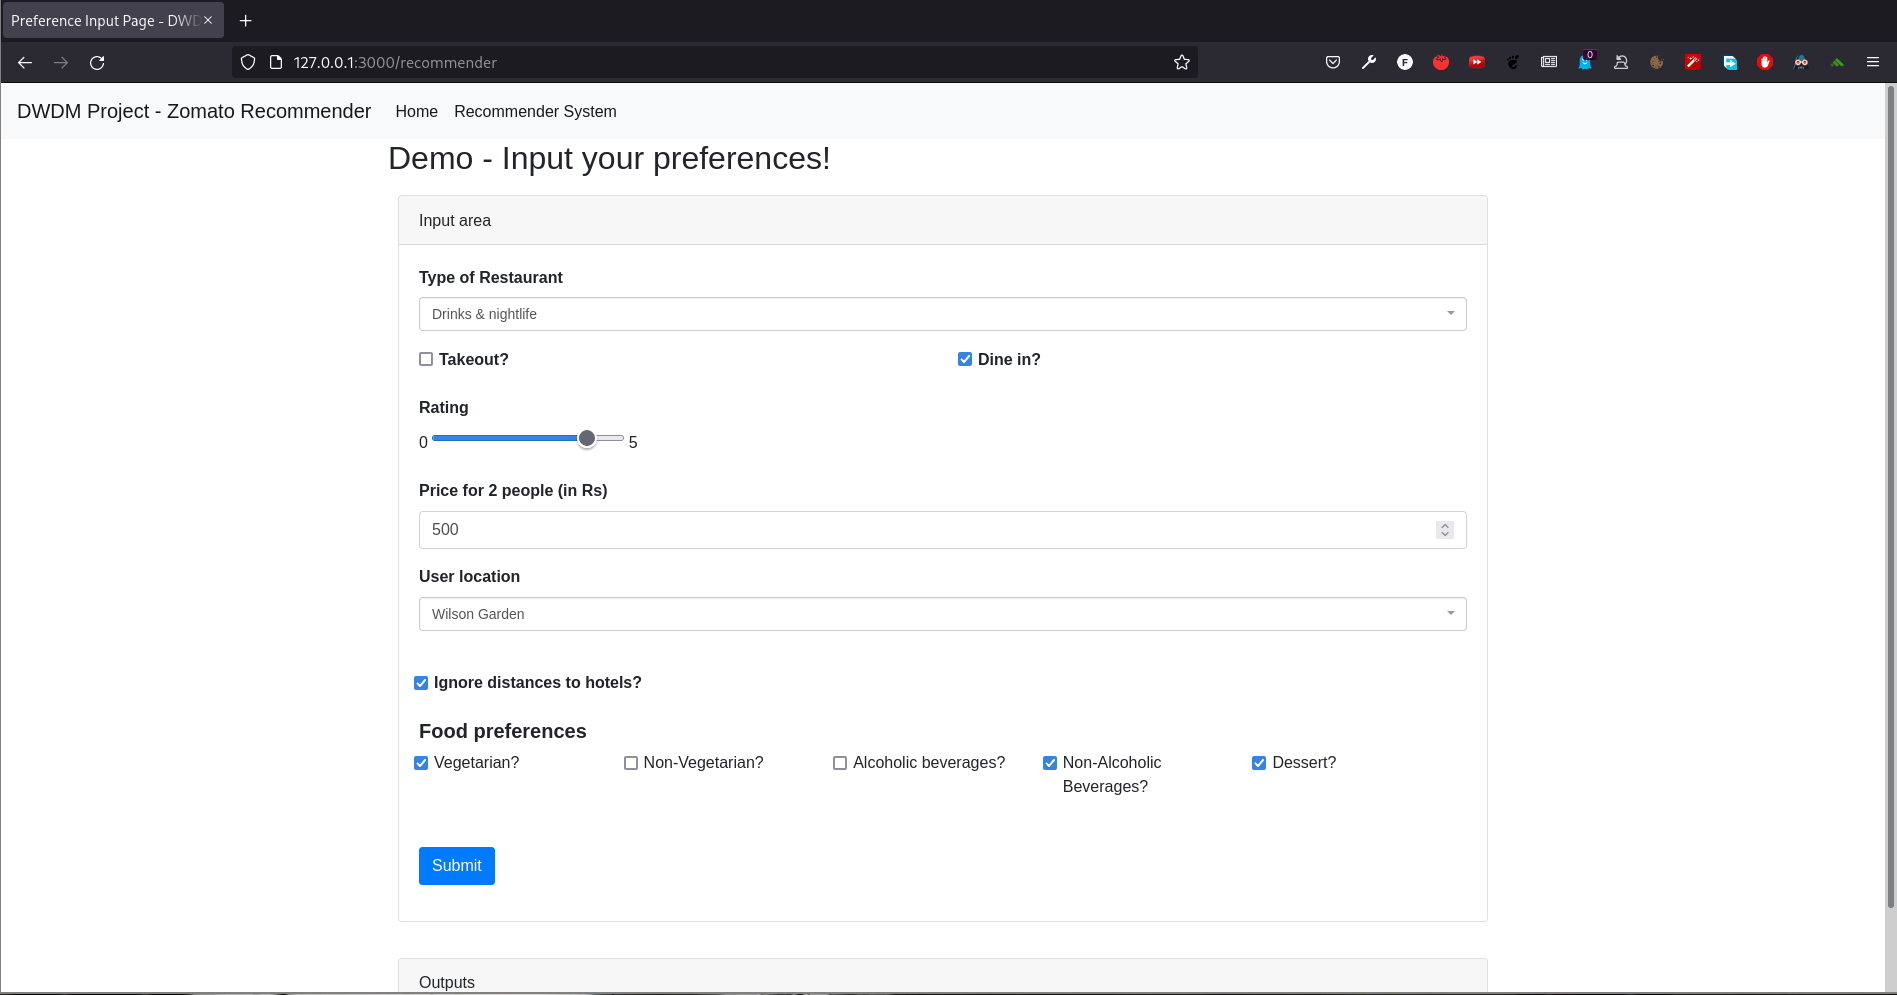 Preference Input Page - DWD
127.0.0.1:3000/recommender
F
0
DWDM Project - Zomato Recommender
Home
Recommender System
Demo - Input your preferences!
Input area
Type of Restaurant
Drinks & nightlife
Takeout?
Dine in?
Rating
0
5
Price for 2 people (in Rs)
500
User location
Wilson Garden
Ignore distances to hotels?
Food preferences
Vegetarian?
Non-Vegetarian?
Alcoholic beverages?
Non-Alcoholic
Beverages?
Dessert?
Submit
Outputs